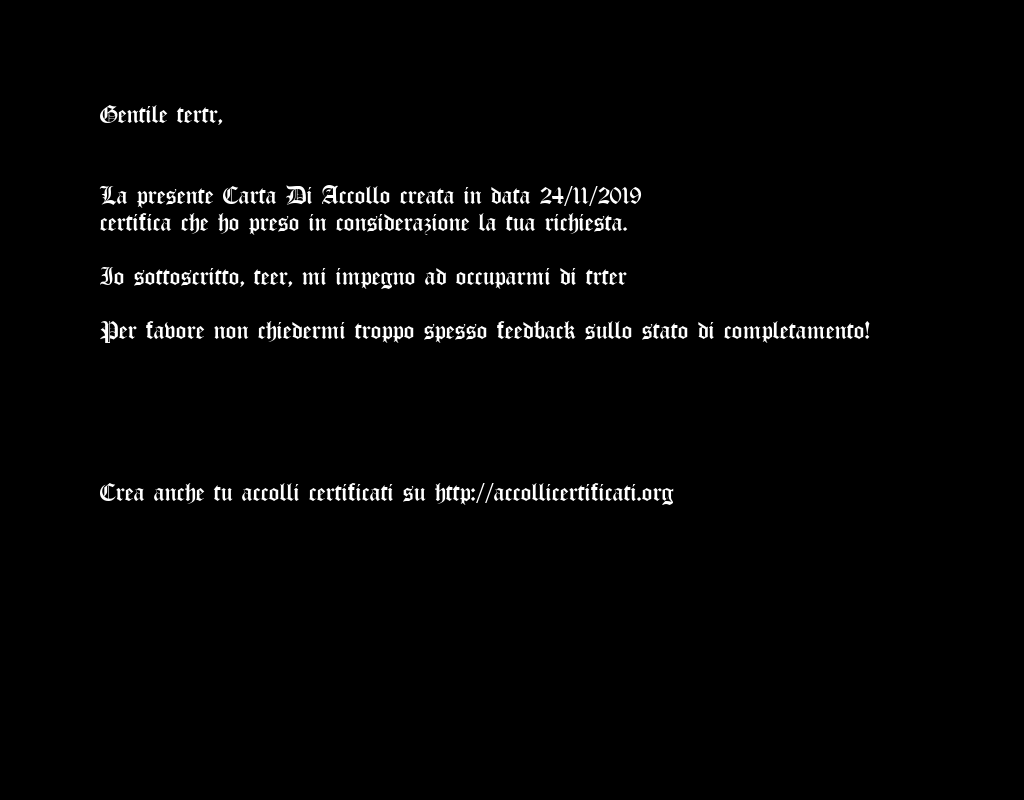 Gentile tertr,
La presente Carta Di Accollo creata in data 24/11/2019
certifica che ho preso in considerazione la tua richiesta.
Io sottoscritto, teer, mi impegno ad occuparmi di trter
Per favore non chiedermi troppo spesso feedback sullo stato di completamento!
Crea anche tu accolli certificati su http://accollicertificati.org